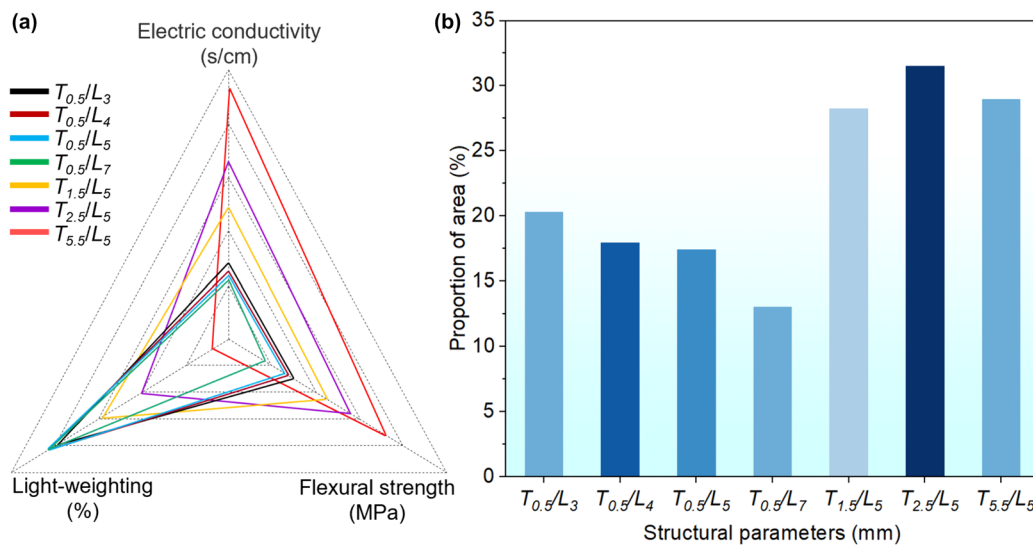 (a)
Electric conductivity
(s/cm)
T0.5/L3
T0.5/L4
T0.5/L5
T0.5/L7
T1.5/L5
T2.5/L5
T5.5/L5
Light-weighting
(%)
Flexural strength
(MPa)
(b)
Proportion of area (%)
35
30
25
20
15
10
5
0
T0.5/L3 T0.5/L4 T0.5/L5 T0.5/L7 T1.5/L5 T2.5/L5 T5.5/L5
Structural parameters (mm)